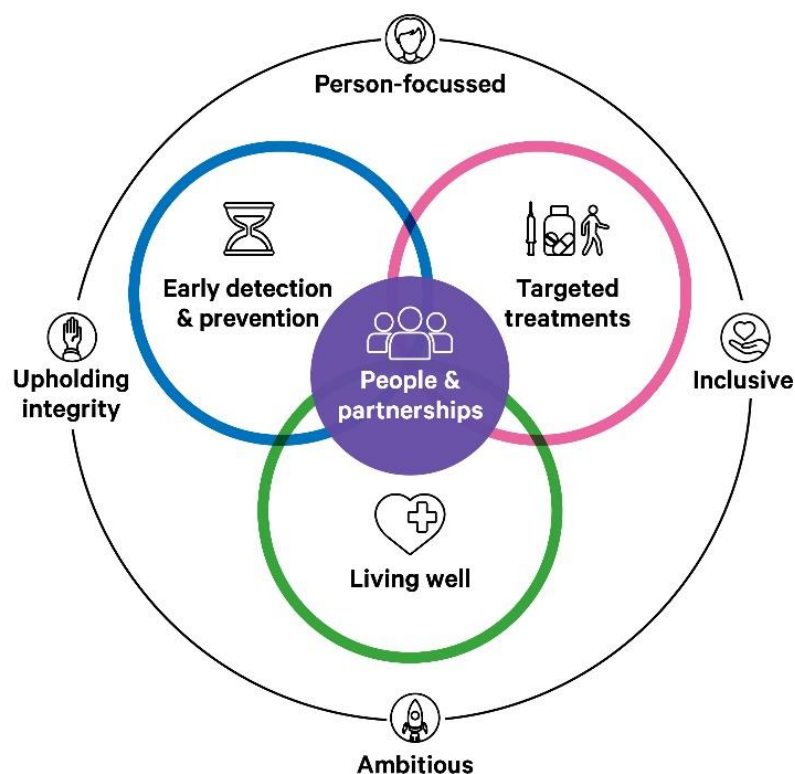 Person-focussed
Early detection
& prevention
Targeted
treatments
People &
partnerships
Upholding
integrity
Inclusive
Living well
Ambitious